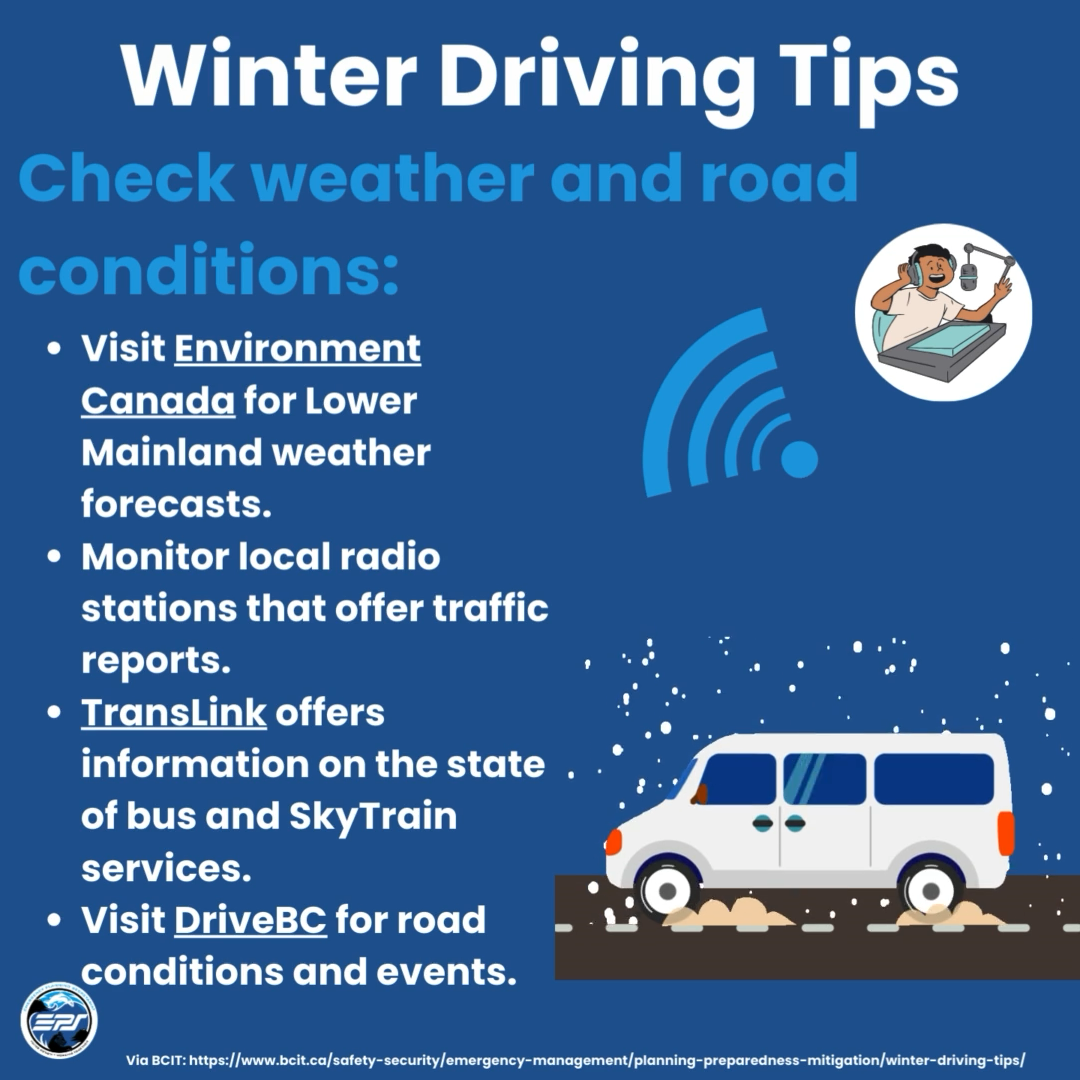 Winter Driving Tips
Check weather and road
conditions:
• Visit Environment
Canada for Lower
Mainland weather
forecasts.
• Monitor local radio
stations that offer traffic
reports.
• TransLink offers
information on the state
of bus and SkyTrain
services.
• Visit DriveBC for road
conditions and events.
EPS
Via BCIT: https://www.bcit.ca/safety-security/emergency-management/planning-preparedness-mitigation/winter-driving-tips/